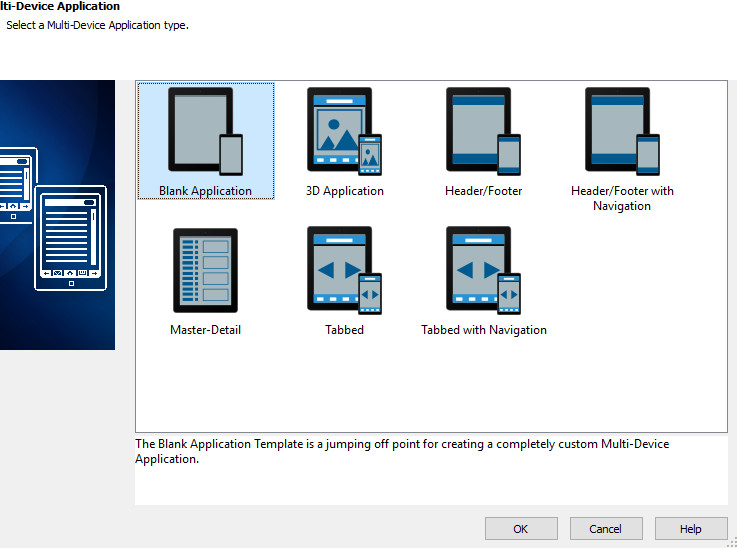 lti-Device Application
Select a Multi-Device Application type.
Blank Application
3D Application
Header/Footer
Header/Footer with
Navigation
Master-Detail
Tabbed
Tabbed with Navigation
The Blank Application Template is a jumping off point for creating a completely custom Multi-Device
Application.
OK
Cancel
Help